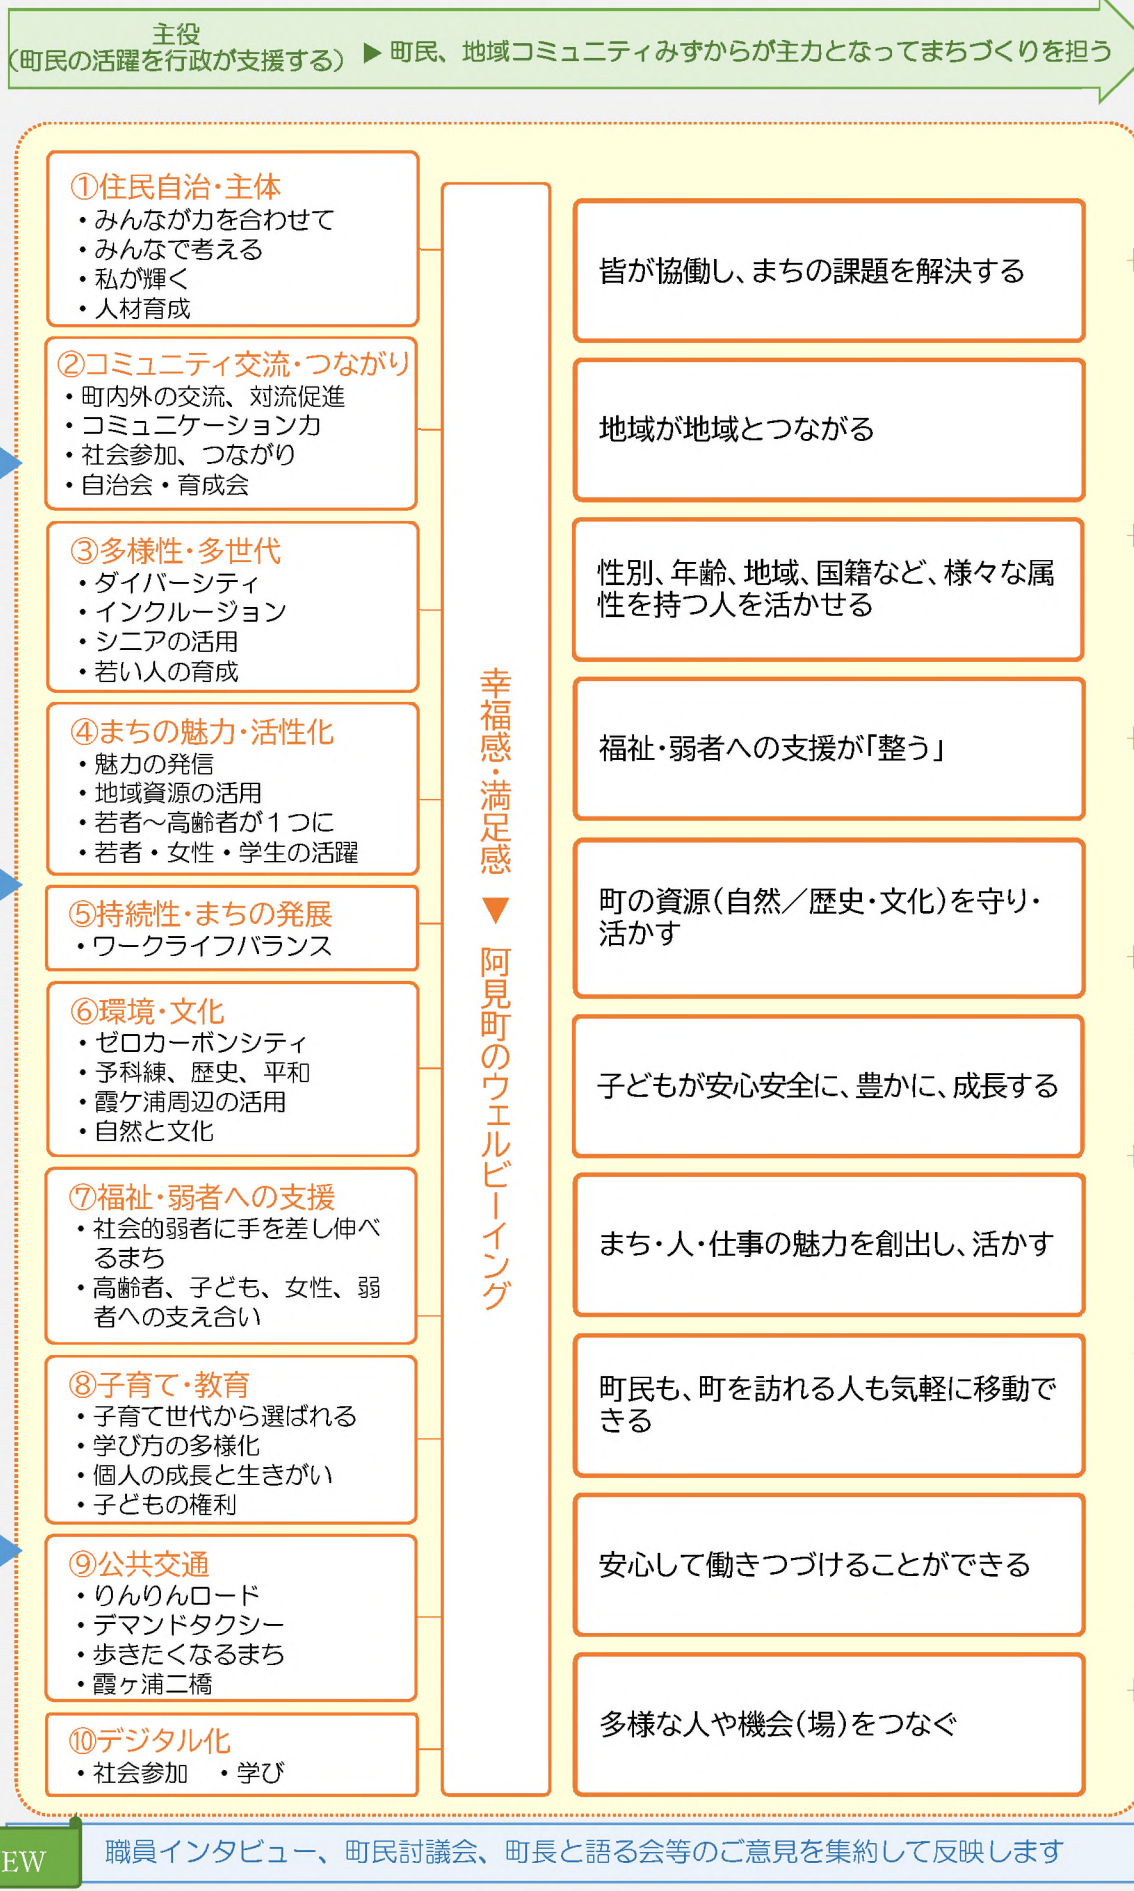 主役
(町民の活躍を行政が支援する)
▶町民、地域コミュニティみずからが主力となってまちづくりを担う
①住民自治・主体
・みんなが力を合わせて
・みんなで考える
・私が輝く
・人材育成
②コミュニティ交流・つながり
・町内外の交流、対流促進
・コミュニケーション力
・社会参加、つながり
・自治会・育成会
③多様性・多世代
・ダイバーシティ
・インクルージョン
・シニアの活用
・若い人の育成
④まちの魅力・活性化
・魅力の発信
・地域資源の活用
・若者～高齢者が１つに
・若者・女性・学生の活躍
⑤持続性・まちの発展
・ワークライフバランス
⑥環境・文化
・ゼロカーボンシティ
・予科練、歴史、平和
・霞ケ浦周辺の活用
・自然と文化
⑦福祉・弱者への支援
・社会的弱者に手を差し伸べ
るまち
・高齢者、子ども、女性、弱
者への支え合い
⑧子育て・教育
・子育て世代から選ばれる
・学び方の多様化
・個人の成長と生きがい
・子どもの権利
⑨公共交通
・りんりんロード
・デマンドタクシー
・歩きたくなるまち
・霞ヶ浦二橋
⑩デジタル化
・社会参加　・学び
幸福感・満足感▼阿見町のウェルビーイング
皆が協働し、まちの課題を解決する
地域が地域とつながる
性別、年齢、地域、国籍など、様々な属
性を持つ人を活かせる
福祉・弱者への支援が「整う」
町の資源(自然／歴史・文化)を守り・
活かす
子どもが安心安全に、豊かに、成長する
まち・人・仕事の魅力を創出し、活かす
町民も、町を訪れる人も気軽に移動で
きる
安心して働きつづけることができる
多様な人や機会(場)をつなぐ
EW
職員インタビュー、町民討議会、町長と語る会等のご意見を集約して反映します